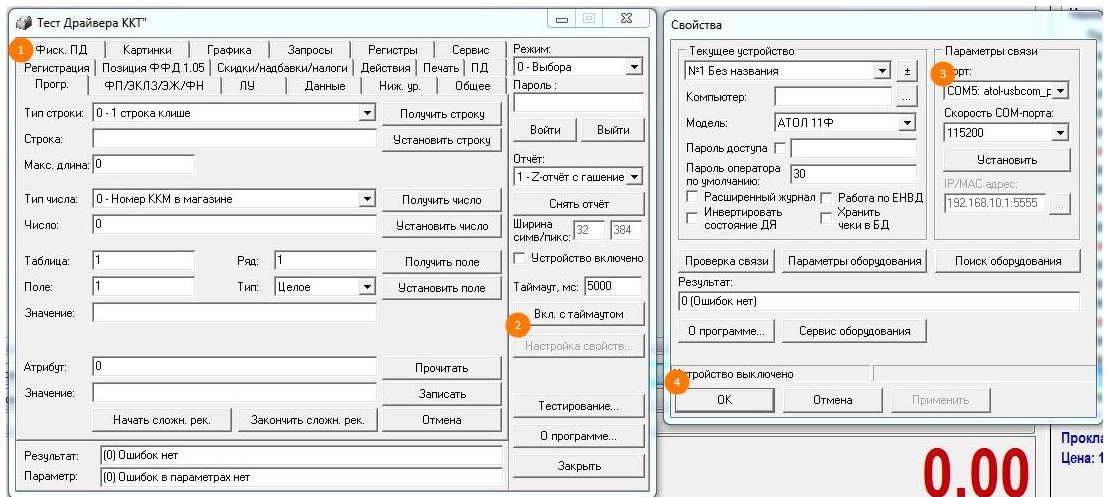 Тест Драйвера ККТ"
1
Фиск. ПД Картинки Графика Запросы Регистры Сервис
Регистрация Позиция ФФД 1.05 Скидки/надбавки/налоги Действия Печать ПД
Прогр. ФП/ЭКЛЗ/ЭЖ/ФН ЛУ Данные Ниж. ур. Общее
Тип строки: 0 - 1 строка клише Получить строку
Строка: Установить строку
Макс. длина: 0
Тип числа: 0 - Номер ККМ в магазине Получить число
Число: 0 Установить число
Таблица: 1 Ряд: 1 Получить поле
Поле: 1 Тип: Целое Установить поле
Значение:
Атрибут: 0 Прочитать
Значение: Записать
Начать сложн. рек. Закончить сложн. рек. Отмена
Результат: (0) Ошибок нет
Параметр: (0) Ошибок в параметрах нет
Режим:
0 - Выбора
Пароль :
Войти Выйти
Отчёт:
1 - Z-отчёт с гашение
Снять отчёт
Ширина
симв/пикс: 32 384
Устройство включено
Таймаут, мс: 5000
Вкл. с таймаутом
2
Настройка свойств...
Тестирование...
О программе...
Закрыть
Свойства
Текущее устройство
№1 Без названия ±
Компьютер: ...
Модель: АТОЛ 11Ф
Пароль доступа
Пароль оператора
по умолчанию: 30
Расширенный журнал Работа по ЕНВД
Инвертировать
состояние ДЯ
Хранить
чеки в БД
Параметры связи
3
орт:
COM5: atol-usbcom_p
Скорость COM-порта:
115200
Установить
IP/MAC адрес:
192.168.10.1:5555 ...
Проверка связи Параметры оборудования Поиск оборудования
Результат:
0 (Ошибок нет)
О программе... Сервис оборудования
стройство выключено
4
OK Отмена Применить
0.00
Прокла
Цена: 1